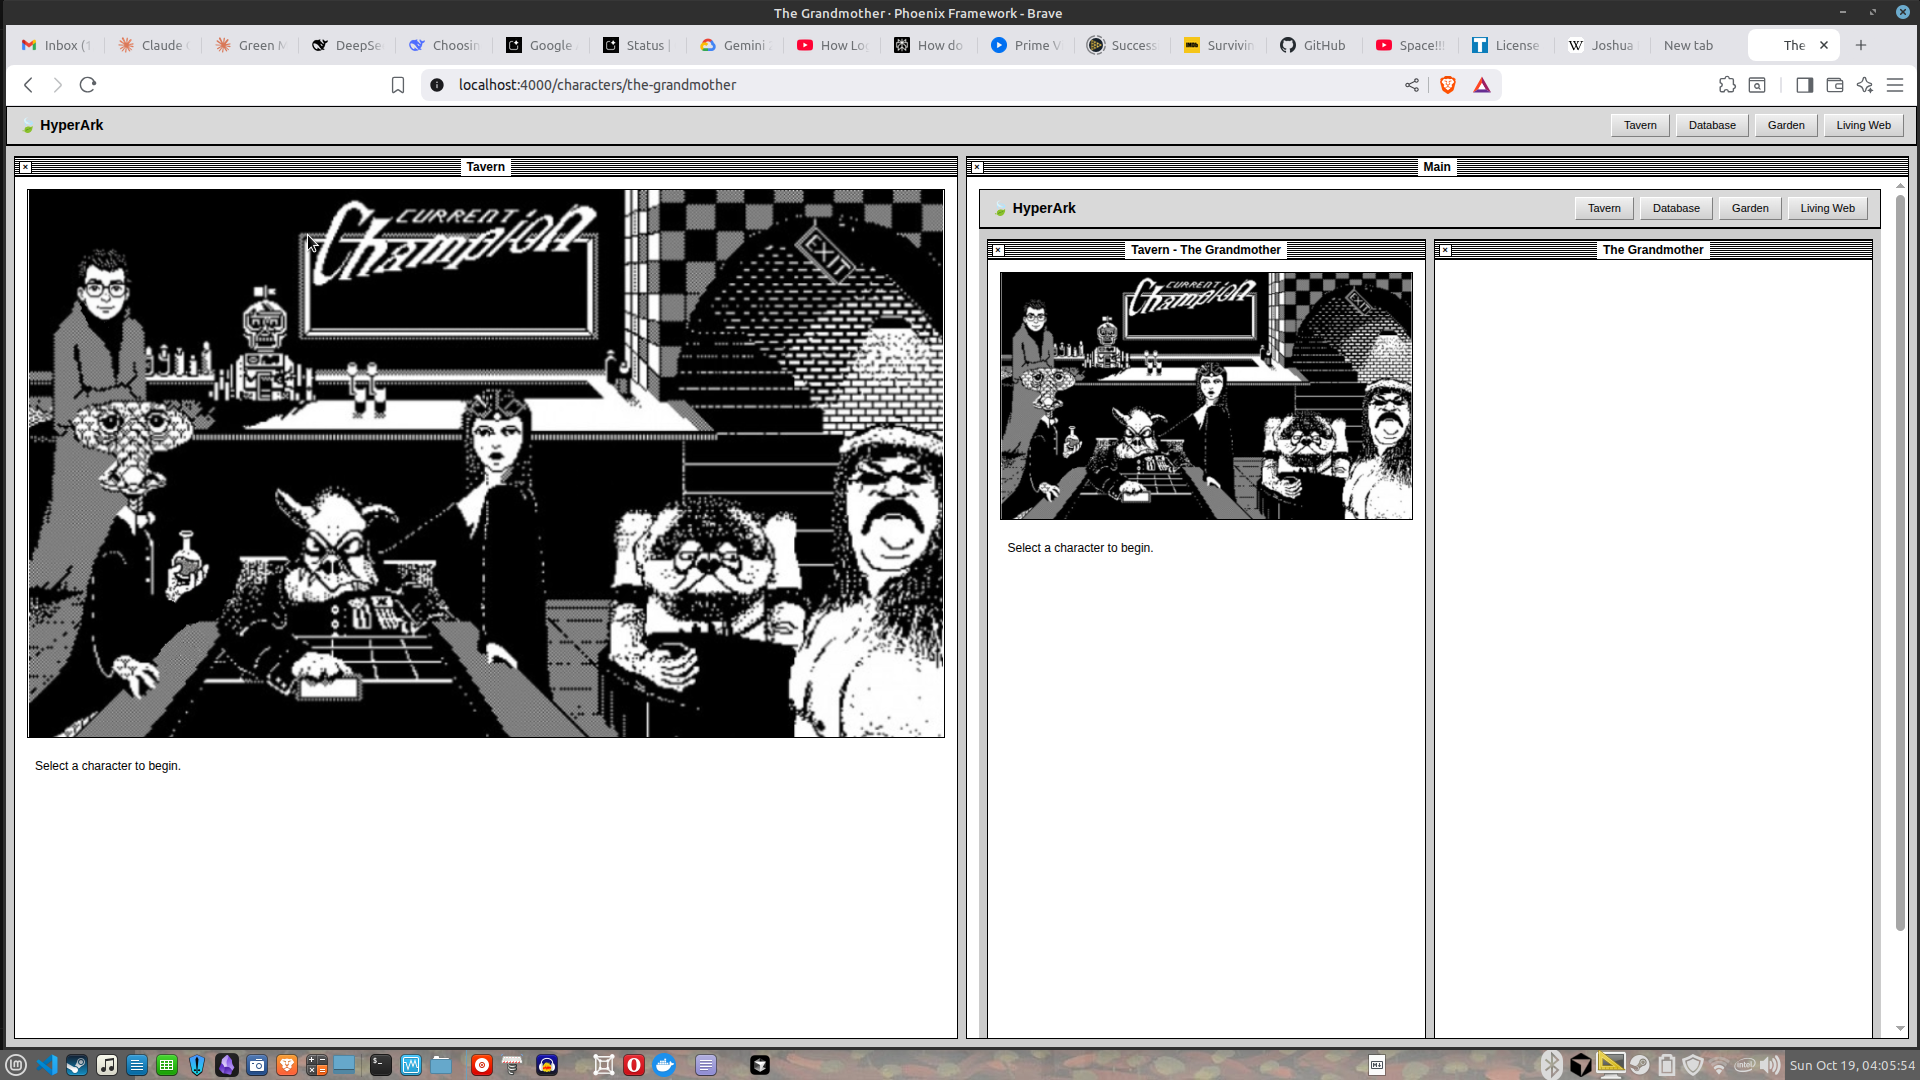 The Grandmother · Phoenix Framework - Brave
Inbox (1
Claude
Green M
DeepSe
Choosin
Google
Status |
Gemini
How Lo
How do
Prime V
Success
Survivin
GitHub
Space!!!
License
Joshua
New tab
The
localhost:4000/characters/the-grandmother
HyperArk
Tavern
Database
Garden
Living Web
Tavern
CURRENT
Champion
EXIT
Select a character to begin.
Main
HyperArk
Tavern
Database
Garden
Living Web
Tavern - The Grandmother
CURRENT
Champion
EXIT
Select a character to begin.
The Grandmother
Sun Oct 19, 04:05:54